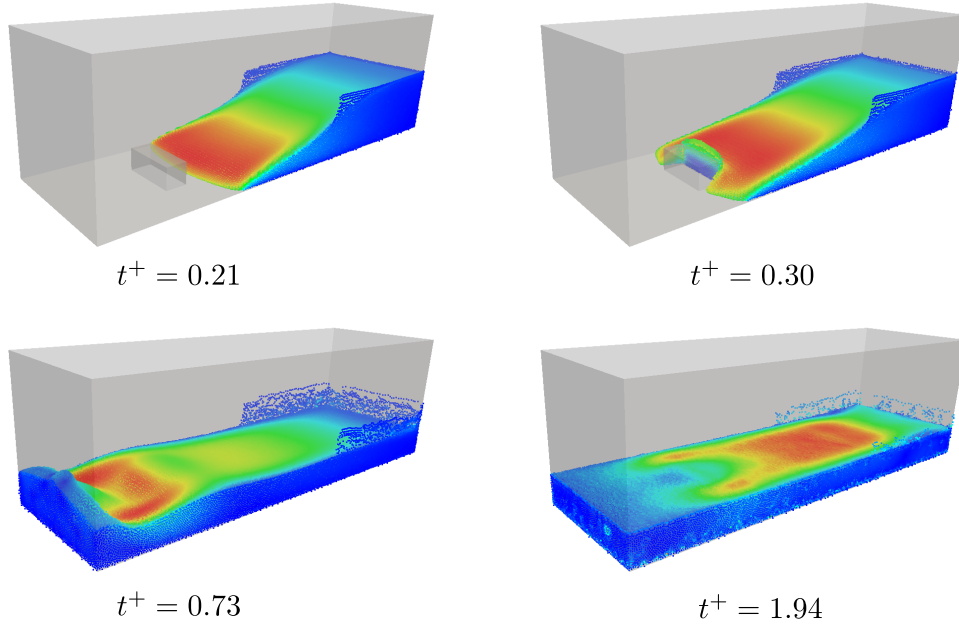 t⁺ = 0.21
t⁺ = 0.30
t⁺ = 0.73
t⁺ = 1.94